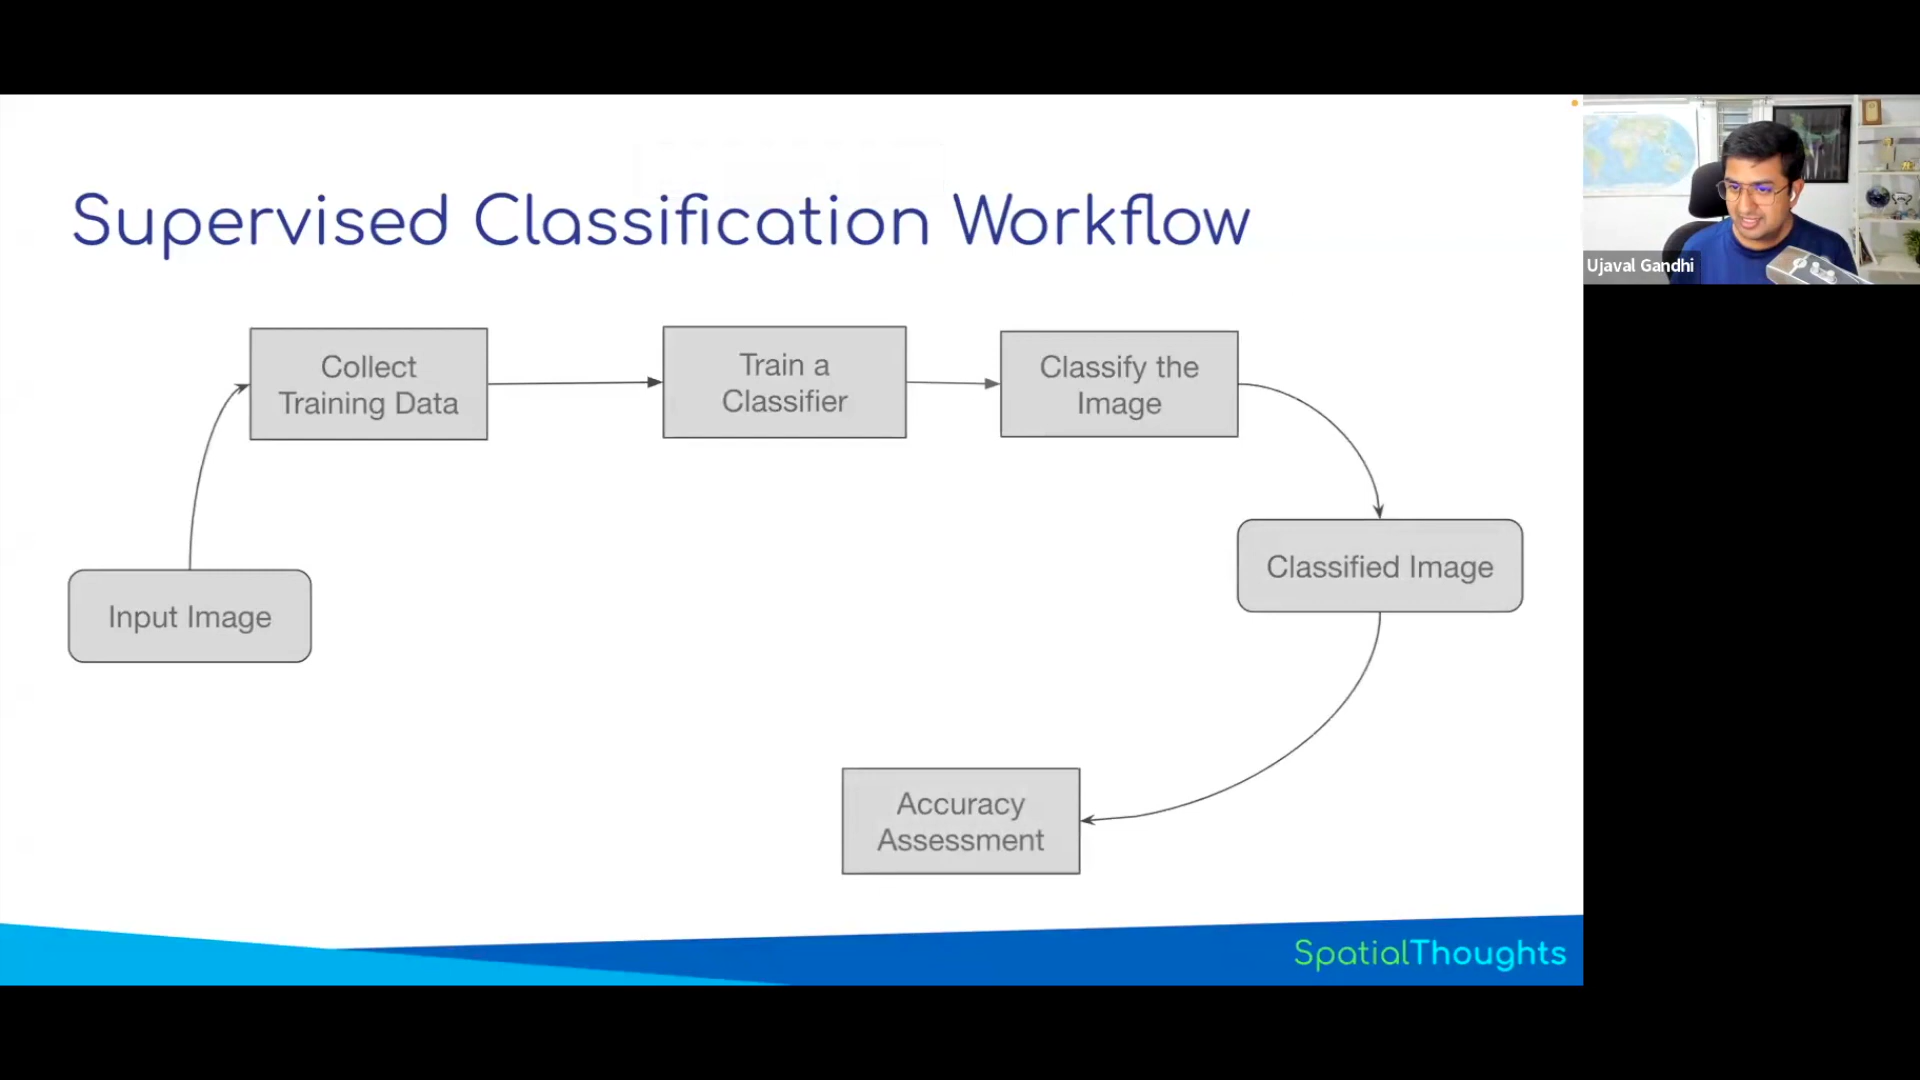 Supervised Classification Workflow
Ujaval Gandhi
Collect
Training Data
Train a
Classifier
Classify the
Image
Classified Image
Input Image
Accuracy
Assessment
SpatialThoughts